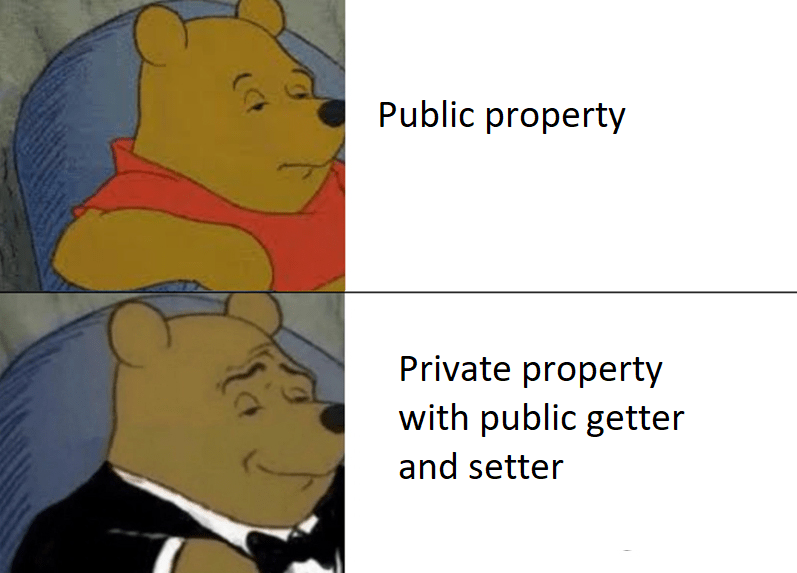 Public property
Private property
with public getter
and setter